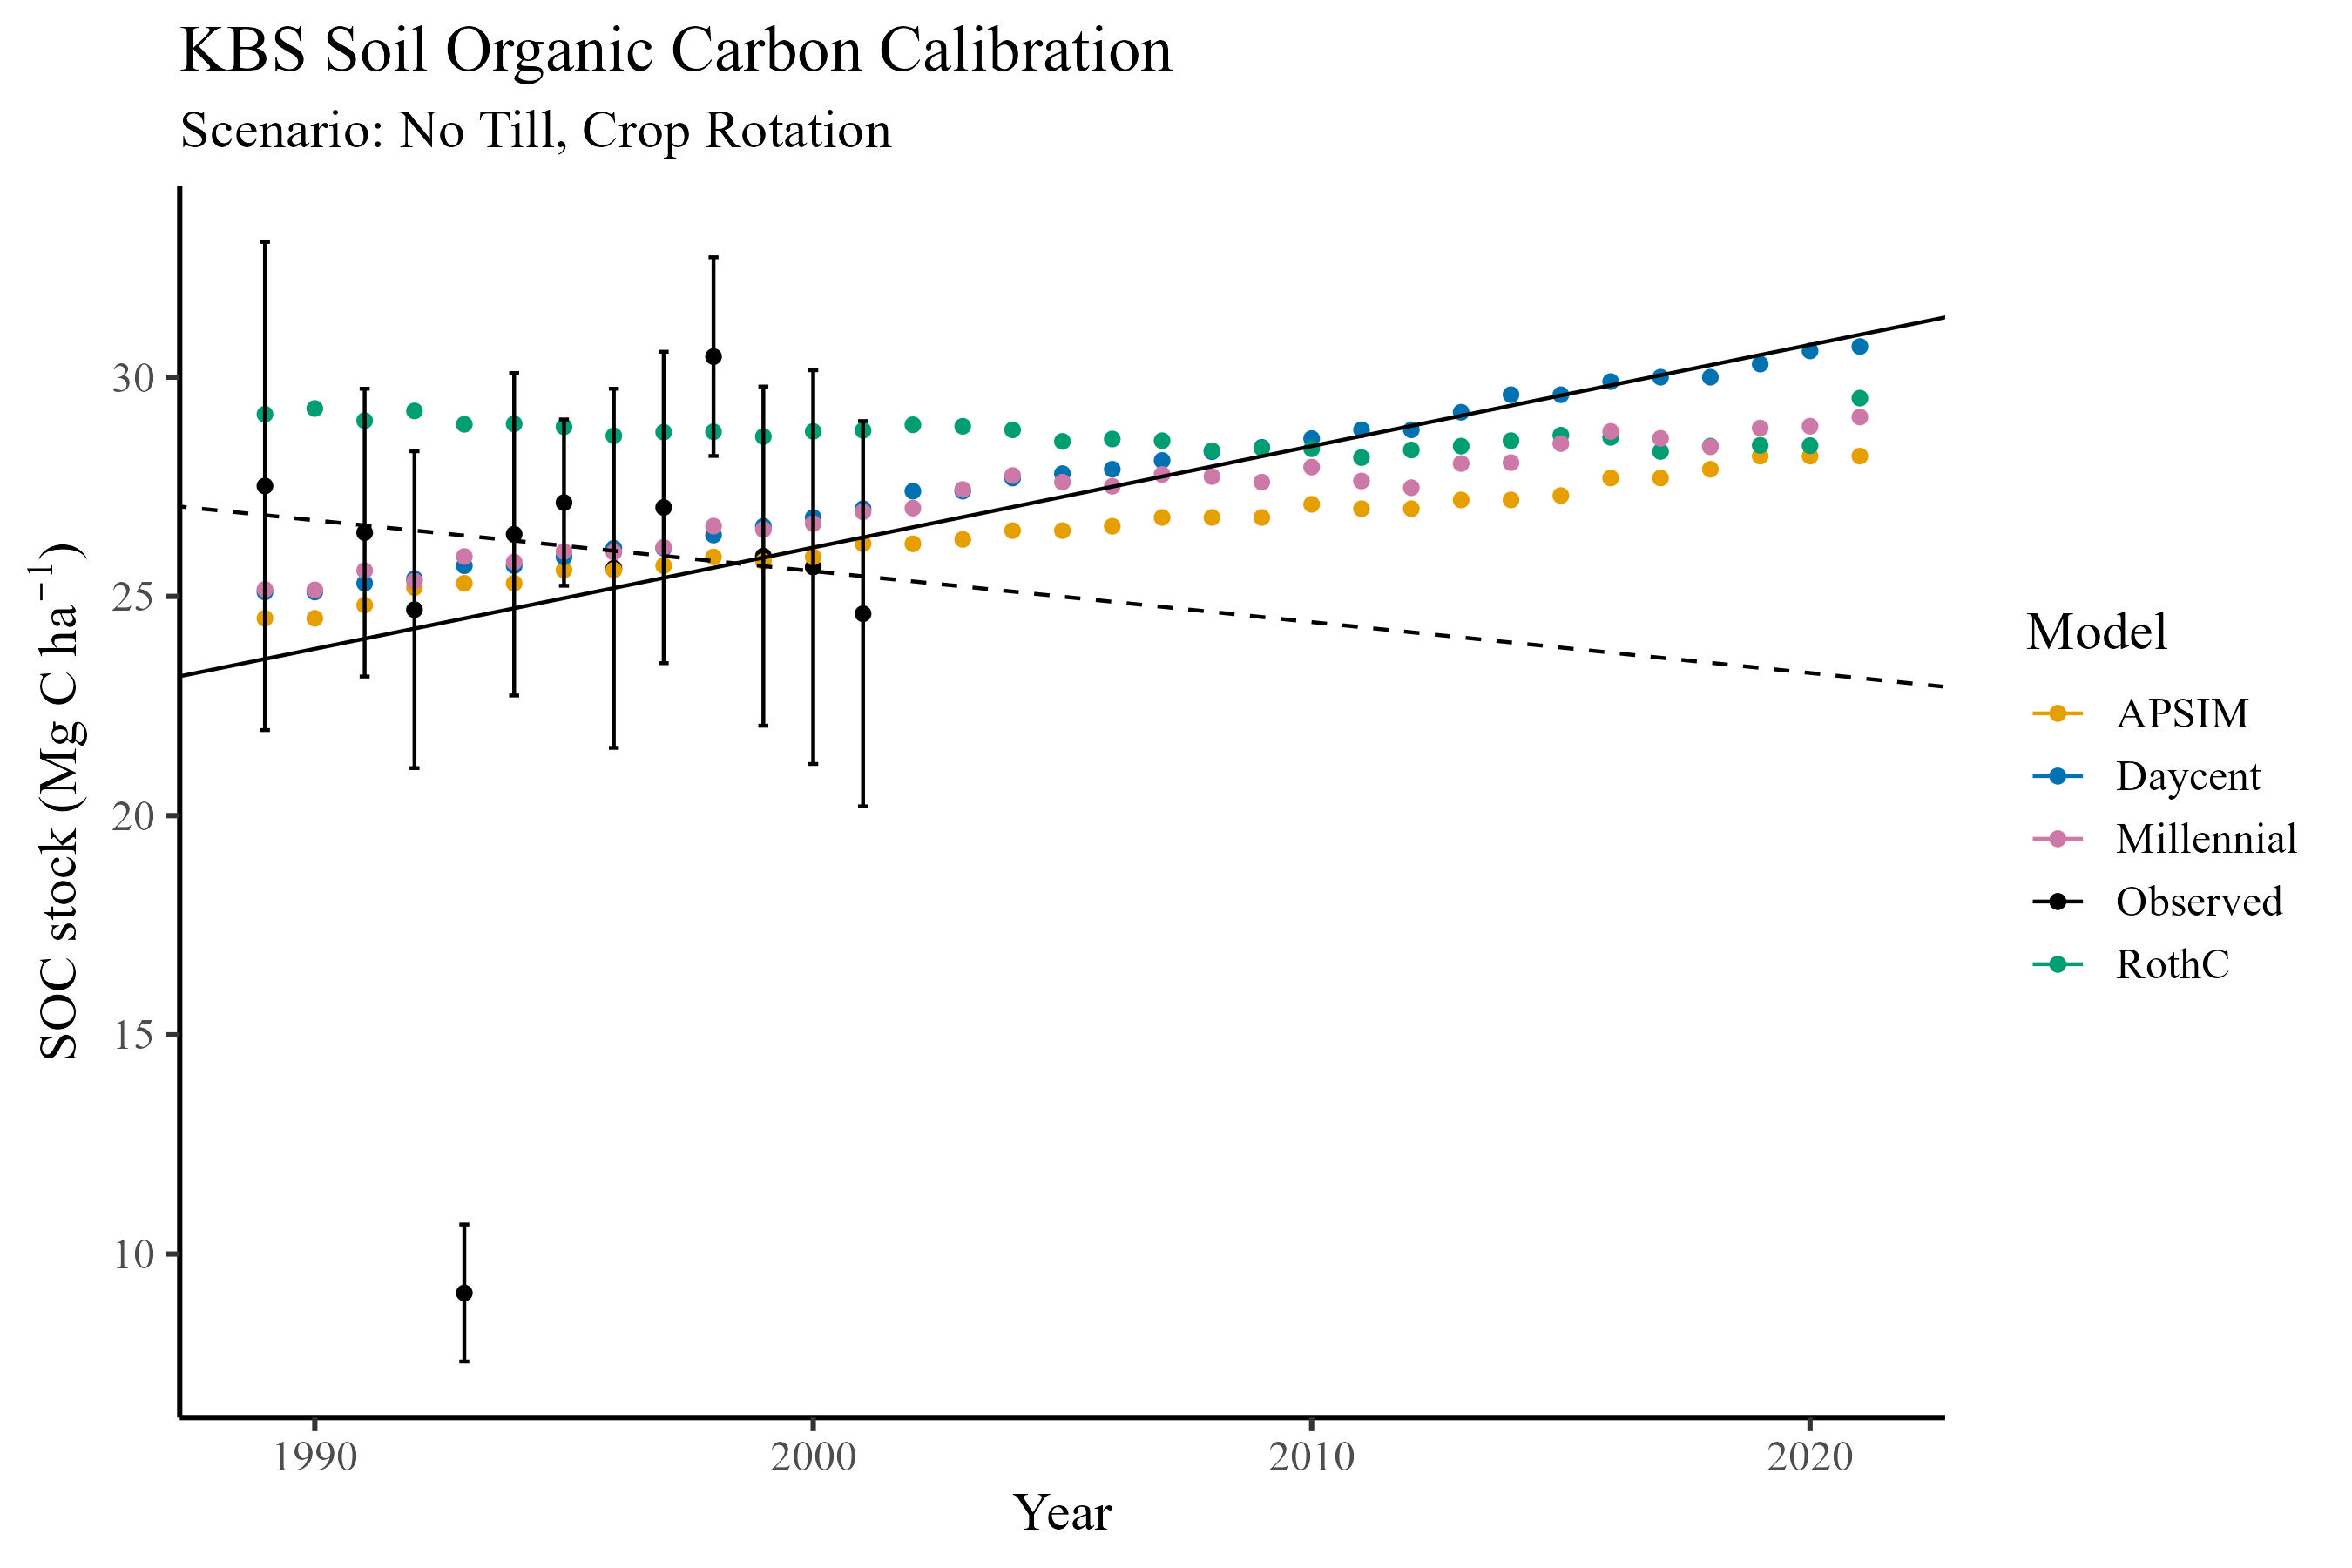 KBS Soil Organic Carbon Calibration
Scenario: No Till, Crop Rotation
SOC stock (Mg C ha⁻¹)
30
25
20
15
10
1990
2000
2010
2020
Year
Model
APSIM
Daycent
Millennial
Observed
RothC